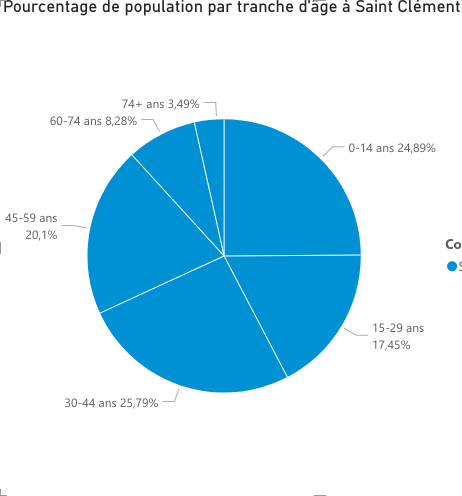 Pourcentage de population par tranche d'âge à Saint Clément
74+ ans 3,49%
60-74 ans 8,28%
0-14 ans 24,89%
45-59 ans
20,1%
Co
15-29 ans
17,45%
30-44 ans 25,79%